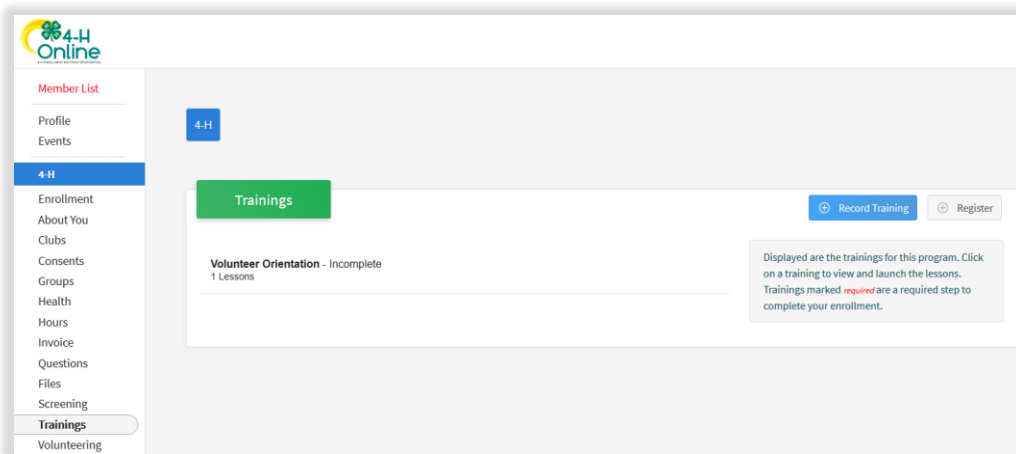 4-H
Online
Member List
Profile
Events
4-H
Enrollment
About You
Clubs
Consents
Groups
Health
Hours
Invoice
Questions
Files
Screening
Trainings
Volunteering
4-H
Trainings
Record Training
Register
Volunteer Orientation - Incomplete
1 Lessons
Displayed are the trainings for this program. Click
on a training to view and launch the lessons.
Trainings marked required are a required step to
complete your enrollment.